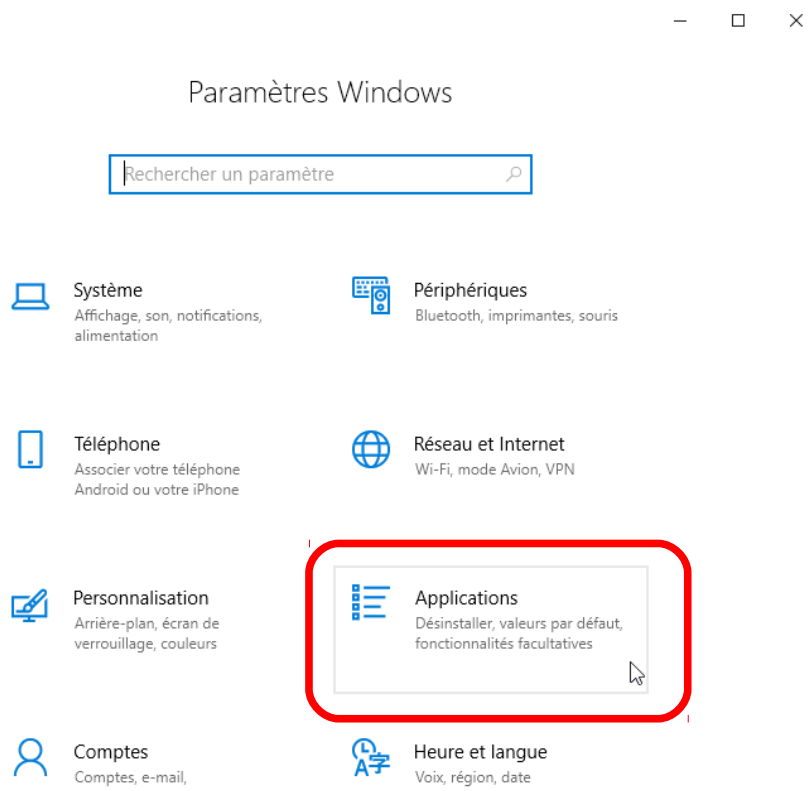 Paramètres Windows
Rechercher un paramètre
Système
Affichage, son, notifications,
alimentation
Périphériques
Bluetooth, imprimantes, souris
Téléphone
Associer votre téléphone
Android ou votre iPhone
Réseau et Internet
Wi-Fi, mode Avion, VPN
Personnalisation
Arrière-plan, écran de
verrouillage, couleurs
Applications
Désinstaller, valeurs par défaut,
fonctionnalités facultatives
Comptes
Comptes, e-mail,
Heure et langue
Voix, région, date